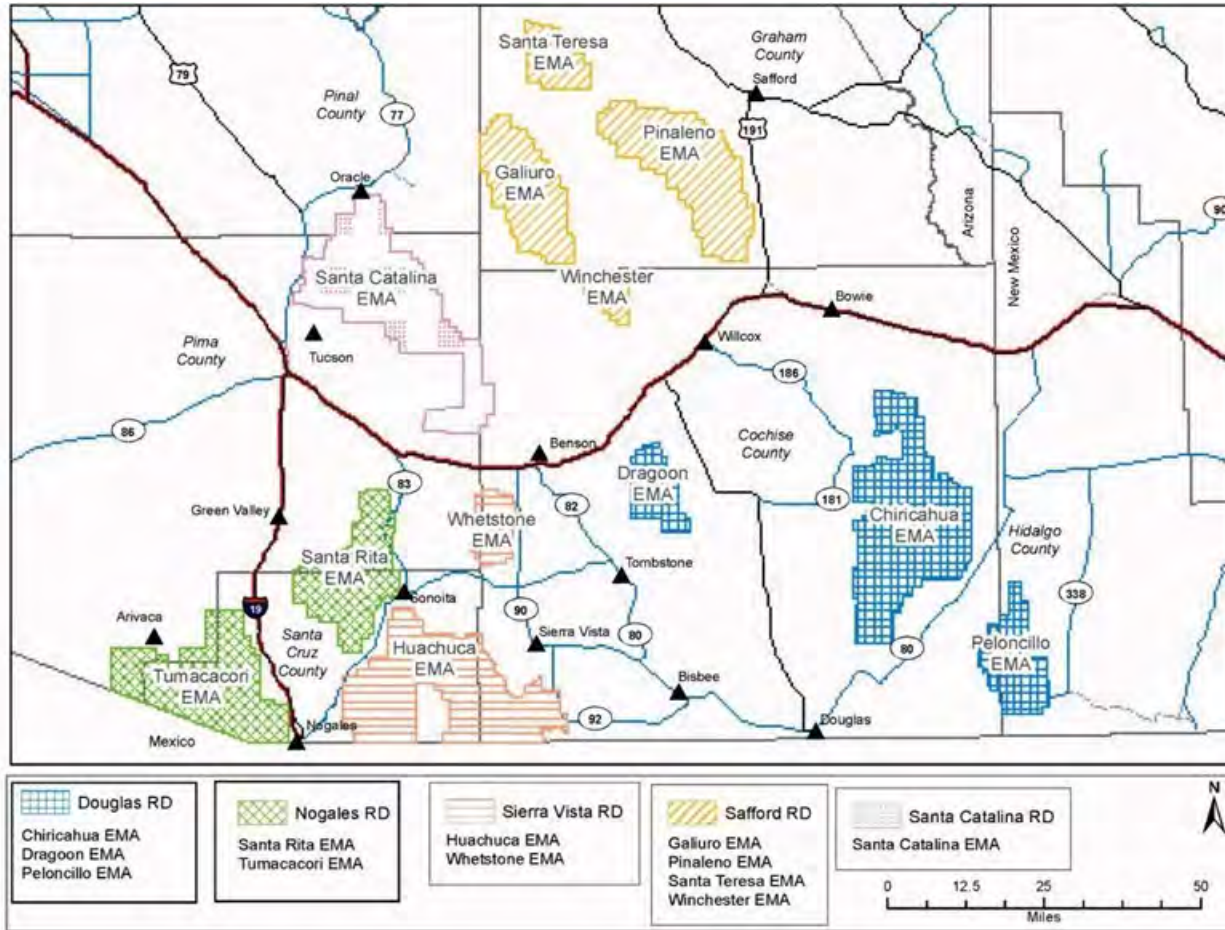 Santa Teresa
EMA
Graham
County
Safford
79
Pinal
County
77
191
Pinaleno
EMA
Galiuro
EMA
Oracle
Arizona
New Mexico
90
Santa Catalina
EMA
Winchester
EMA
Bowie
Pima
County
Tucson
Willcox
186
86
Cochise
County
Benson
Dragoon
EMA
83
181
Green Valley
Whetstone
EMA
82
Chiricahua
EMA
Hidalgo
County
Santa Rita
EMA
Tombstone
Sonoita
338
Arivaca
19
90
Santa
Cruz
County
Sierra Vista
80
80
Huachuca
EMA
Peloncillo
EMA
Tumacacori
EMA
Bisbee
92
Nogales
Douglas
Mexico
Douglas RD
Chiricahua EMA
Dragoon EMA
Peloncillo EMA
Nogales RD
Santa Rita EMA
Tumacacori EMA
Sierra Vista RD
Huachuca EMA
Whetstone EMA
Safford RD
Galiuro EMA
Pinaleno EMA
Santa Teresa EMA
Winchester EMA
Santa Catalina RD
Santa Catalina EMA
N
0 12.5 25 50
Miles